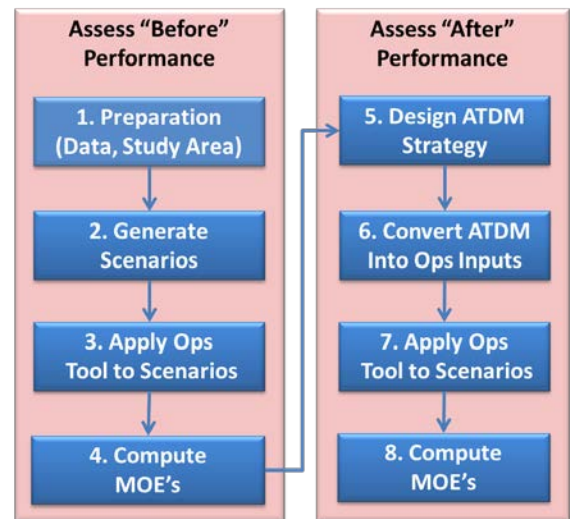 Assess “Before”
Performance
1. Preparation
(Data, Study Area)
2. Generate
Scenarios
3. Apply Ops
Tool to Scenarios
4. Compute
MOE’s
Assess “After”
Performance
5. Design ATDM
Strategy
6. Convert ATDM
Into Ops Inputs
7. Apply Ops
Tool to Scenarios
8. Compute
MOE’s